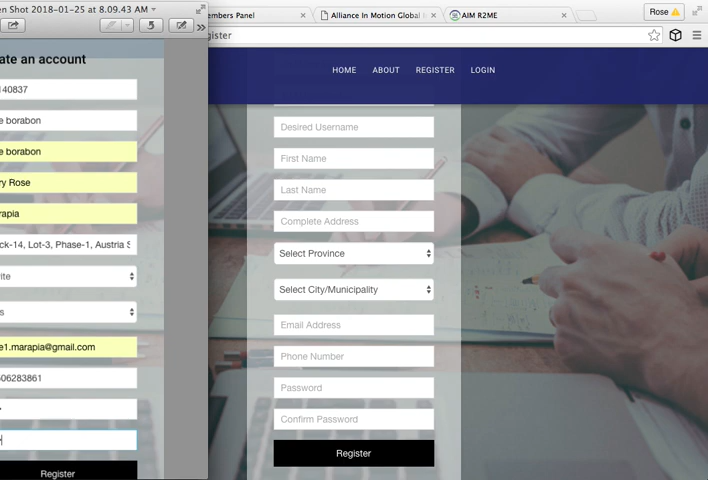 en Shot 2018-01-25 at 8.09.43 AM
ate an account
140837
e borabon
e borabon
ry Rose
rapia
ck-14, Lot-3, Phase-1, Austria S
ite
s
e1.marapia@gmail.com
606283861
Register
embers Panel
Alliance In Motion Global
AIM R2ME
Rose
gister
HOME ABOUT REGISTER LOGIN
Desired Username
First Name
Last Name
Complete Address
Select Province
Select City/Municipality
Email Address
Phone Number
Password
Confirm Password
Register